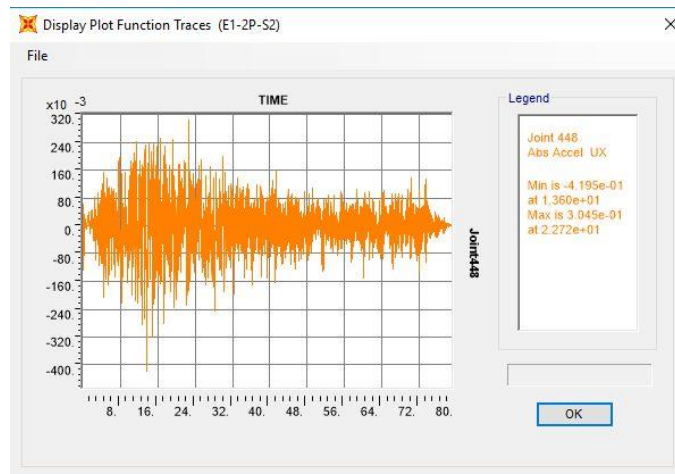 Display Plot Function Traces (E1-2P-S2)
File
x10 -3
TIME
320.
240.
160.
80.
0.
-80.
-160.
-240.
-320.
-400.
8. 16. 24. 32. 40. 48. 56. 64. 72. 80.
Joint448
Legend
Joint 448
Abs Accel UX
Min is -4.195e-01
at 1.360e+01
Max is 3.045e-01
at 2.272e+01
OK